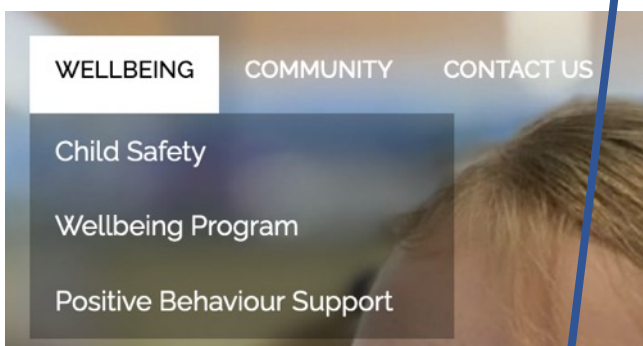 WELLBEING COMMUNITY CONTACT US
Child Safety
Wellbeing Program
Positive Behaviour Support